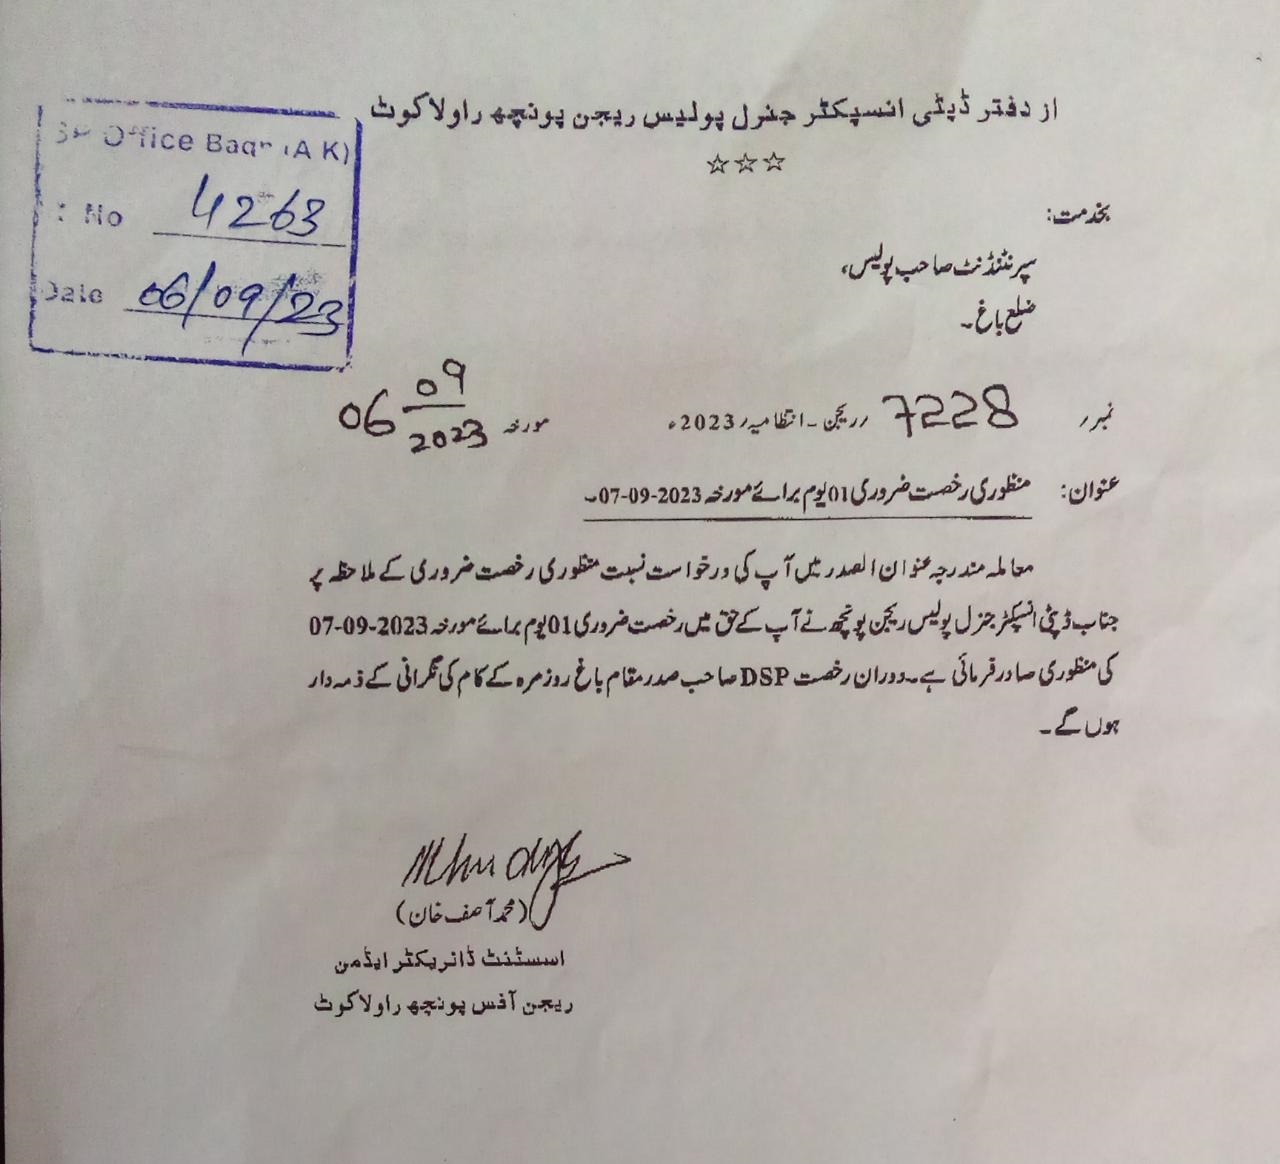 از دفتر ڈپٹی انسپکٹر جنرل پولیس ریجن پونچھ راولاکوٹ
☆☆☆
SP Office Bagh (A K)
: No 4263
Date 06/09/23
بخدمت:
سپرنٹنڈنٹ صاحب پولیس،
ضلع باغ۔
نمبر / 7228 / ریجن۔انتظامیہ / 2023ء مورخہ 06 09/2023
عنوان: منظوری رخصت ضروری 01 یوم برائے مورخہ 2023-09-07۔
معاملہ مندرجہ عنوان الصدر میں آپ کی درخواست نسبت منظوری رخصت ضروری کے ملاحظہ پر
جناب ڈپٹی انسپکٹر جنرل پولیس ریجن پونچھ نے آپ کے حق میں رخصت ضروری 01 یوم برائے مورخہ 2023-09-07
کی منظوری صادر فرمائی ہے۔ دوران رخصت DSP صاحب صدر مقام باغ روزمرہ کے کام کی نگرانی کے ذمہ دار
ہوں گے۔
(محمد آصف خان)
اسسٹنٹ ڈائریکٹر ایڈمن
ریجن آفس پونچھ راولاکوٹ